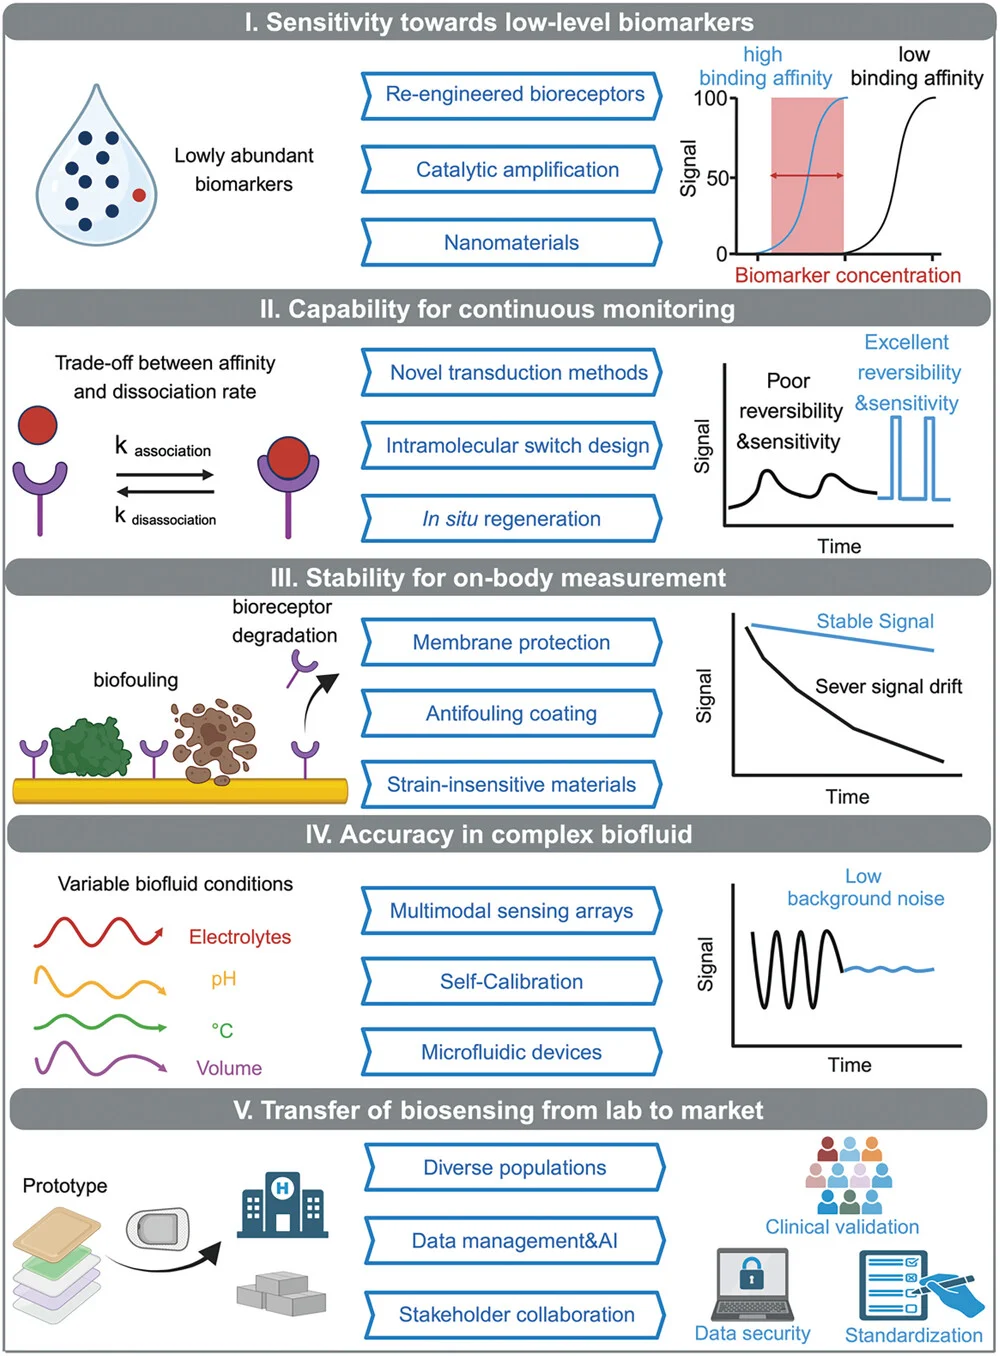 I. Sensitivity towards low-level biomarkers
Lowly abundant
biomarkers
Re-engineered bioreceptors
Catalytic amplification
Nanomaterials
high
binding affinity
low
binding affinity
100
50
0
Signal
Biomarker concentration
II. Capability for continuous monitoring
Trade-off between affinity
and dissociation rate
k association
k disassociation
Novel transduction methods
Intramolecular switch design
In situ regeneration
Poor
reversibility
&sensitivity
Excellent
reversibility
&sensitivity
Signal
Time
III. Stability for on-body measurement
bioreceptor
degradation
biofouling
Membrane protection
Antifouling coating
Strain-insensitive materials
Stable Signal
Sever signal drift
Signal
Time
IV. Accuracy in complex biofluid
Variable biofluid conditions
Electrolytes
pH
°C
Volume
Multimodal sensing arrays
Self-Calibration
Microfluidic devices
Low
background noise
Signal
Time
V. Transfer of biosensing from lab to market
Prototype
H
Diverse populations
Data management&AI
Stakeholder collaboration
Clinical validation
Data security
Standardization